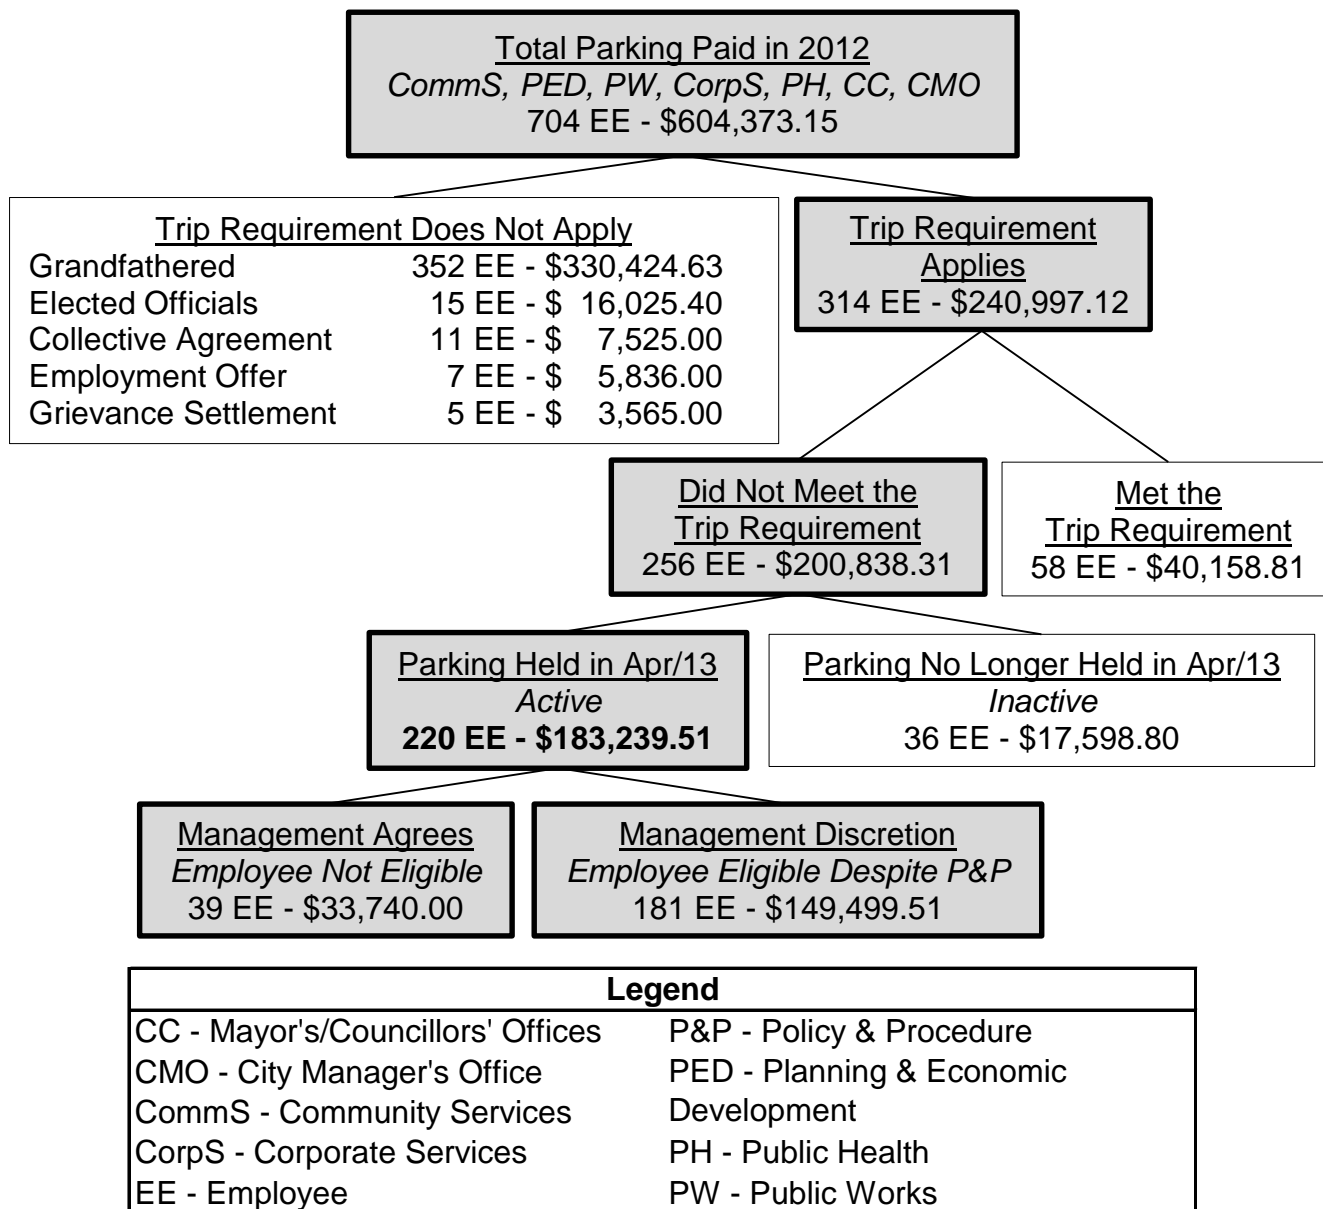 Total Parking Paid in 2012
CommS, PED, PW, CorpS, PH, CC, CMO
704 EE - $604,373.15
Trip Requirement Does Not Apply
Grandfathered 352 EE - $330,424.63
Elected Officials 15 EE - $ 16,025.40
Collective Agreement 11 EE - $ 7,525.00
Employment Offer 7 EE - $ 5,836.00
Grievance Settlement 5 EE - $ 3,565.00
Trip Requirement
Applies
314 EE - $240,997.12
Did Not Meet the
Trip Requirement
256 EE - $200,838.31
Met the
Trip Requirement
58 EE - $40,158.81
Parking Held in Apr/13
Active
220 EE - $183,239.51
Parking No Longer Held in Apr/13
Inactive
36 EE - $17,598.80
Management Agrees
Employee Not Eligible
39 EE - $33,740.00
Management Discretion
Employee Eligible Despite P&P
181 EE - $149,499.51
Legend
CC - Mayor's/Councillors' Offices
CMO - City Manager's Office
CommS - Community Services
CorpS - Corporate Services
EE - Employee
P&P - Policy & Procedure
PED - Planning & Economic
Development
PH - Public Health
PW - Public Works